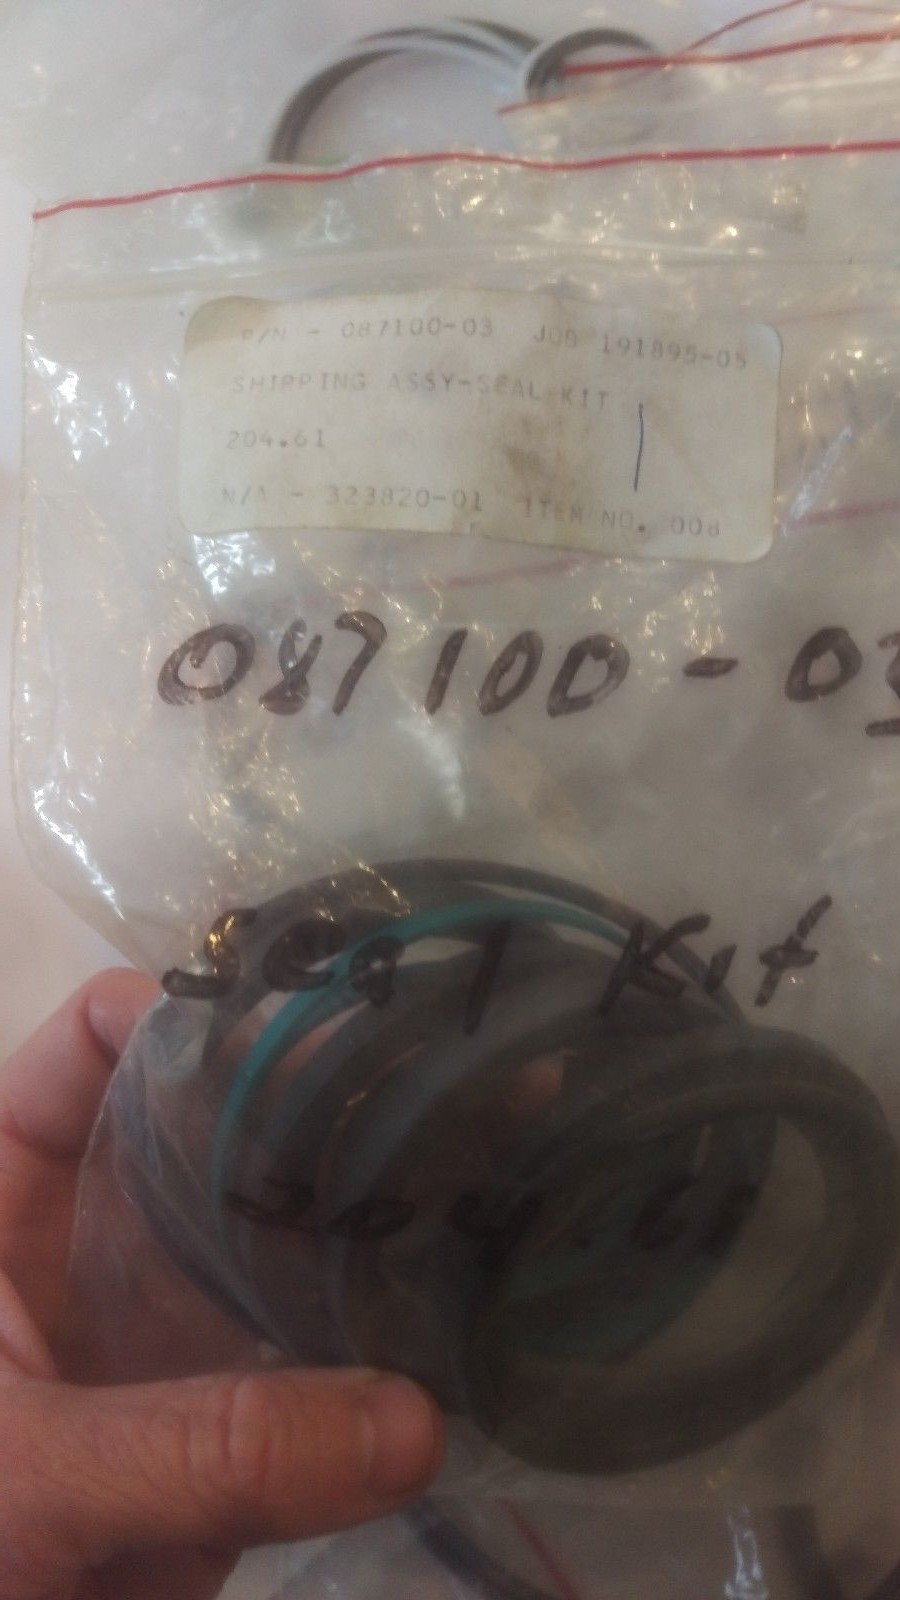 P/N - 087100-03 JOB 191895-05
SHIPPING ASSY-SEAL KIT
204.61
N/A - 323820-01 ITEM NO. 008
087100-03
Seal Kit
204.61